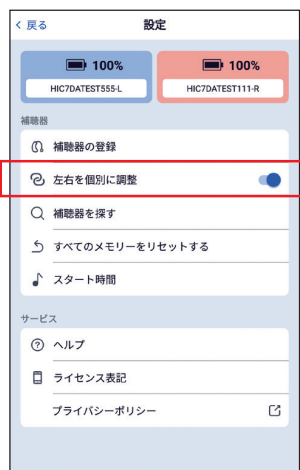 戻る 設定
100% 100%
HIC7DATEST555-L HIC7DATEST111-R
補聴器
補聴器の登録
左右を個別に調整
補聴器を探す
すべてのメモリーをリセットする
スタート時間
サービス
ヘルプ
ライセンス表記
プライバシーポリシー